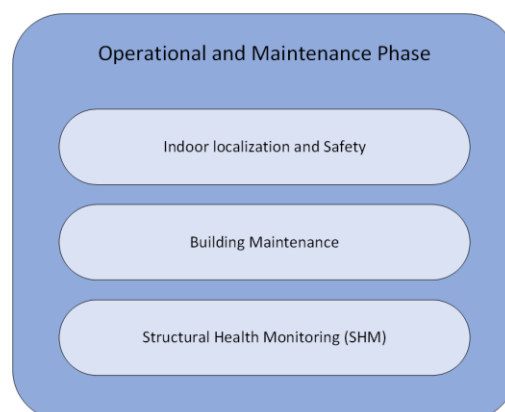 Operational and Maintenance Phase
Indoor localization and Safety
Building Maintenance
Structural Health Monitoring (SHM)